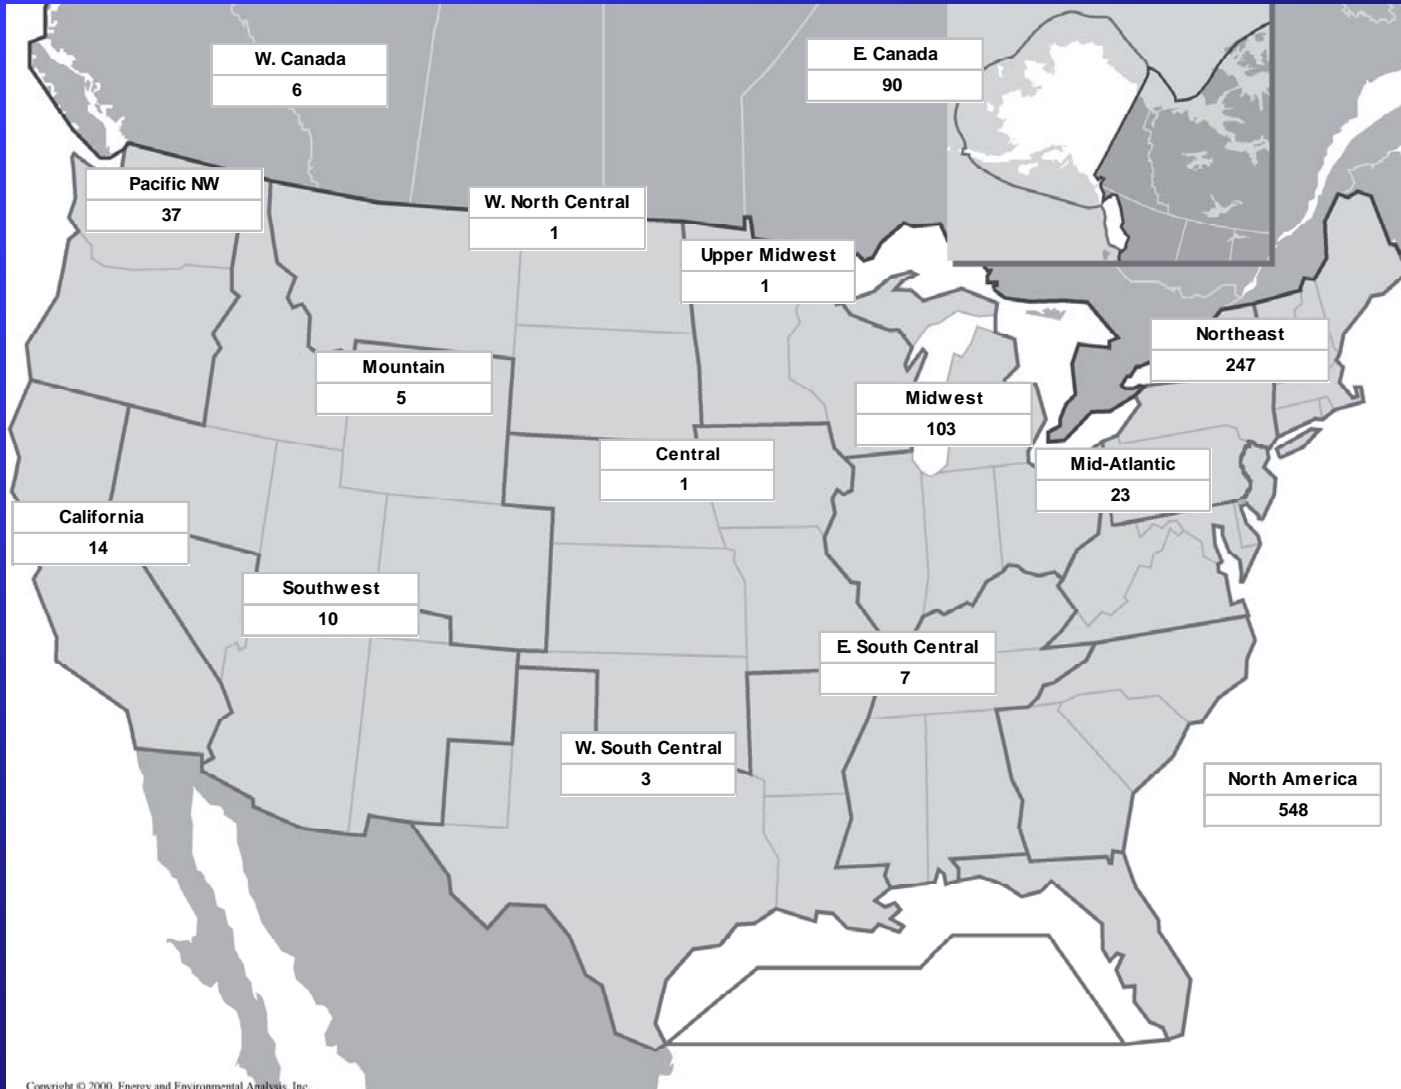 W. Canada
6
E. Canada
90
Pacific NW
37
W. North Central
1
Upper Midwest
1
Northeast
247
Mountain
5
Midwest
103
Central
1
Mid-Atlantic
23
California
14
Southwest
10
E. South Central
7
W. South Central
3
North America
548
Copyright © 2000, Energy and Environmental Analysis, Inc.